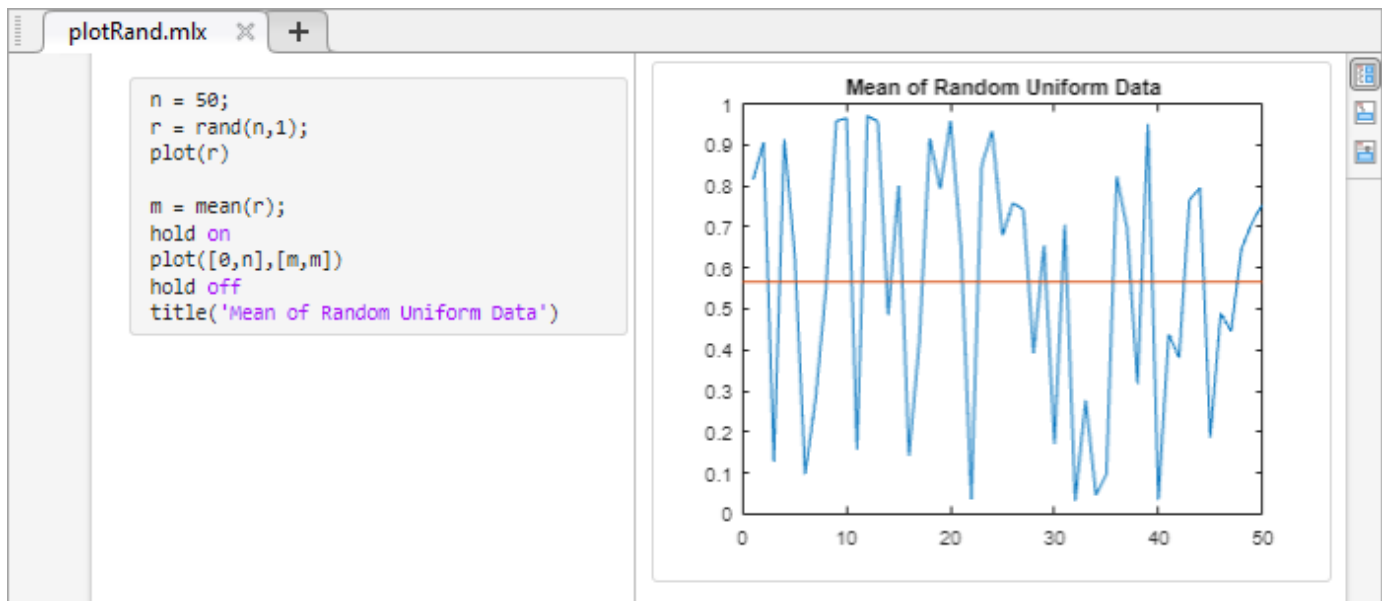 plotRand.mlx
n = 50;
r = rand(n,1);
plot(r)
m = mean(r);
hold on
plot([0,n],[m,m])
hold off
title('Mean of Random Uniform Data')
Mean of Random Uniform Data
1
0.9
0.8
0.7
0.6
0.5
0.4
0.3
0.2
0.1
0
0 10 20 30 40 50